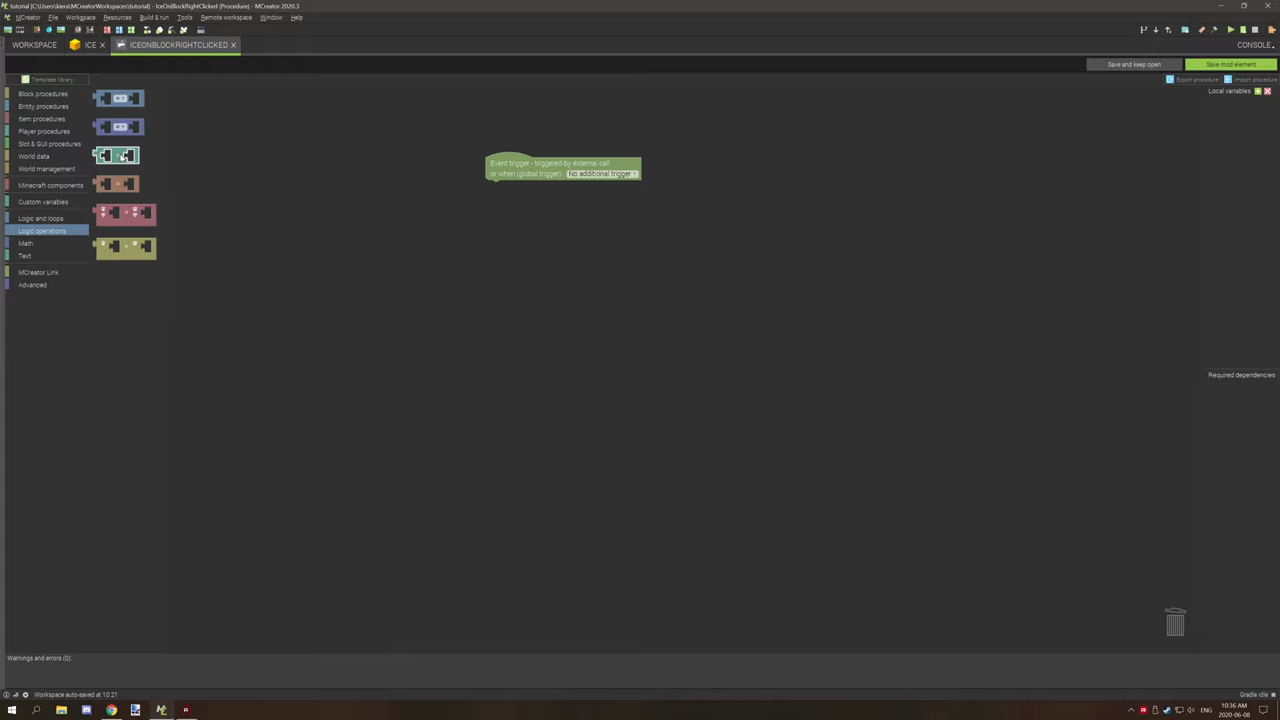 tutorial [C:\Users\kiera\MCreatorWorkspaces\tutorial] - IceOnBlockRightClicked (Procedure) - MCreator 2020.3
MCreator File Workspace Resources Build & run Tools Remote workspace Window Help
WORKSPACE ICE × ICEONBLOCKRIGHTCLICKED ×
CONSOLE
Save and keep open Save mod element
Template library
Export procedure Import procedure
Local variables
Block procedures
Entity procedures
Item procedures
Player procedures
Slot & GUI procedures
World data
World management
Minecraft components
Custom variables
Logic and loops
Logic operations
Math
Text
MCreator Link
Advanced
Event trigger - triggered by external call
or when (global trigger): No additional trigger
Required dependencies
Warnings and errors (0):
Workspace auto-saved at 10:21
Gradle idle
ENG
10:36 AM
2020-06-08